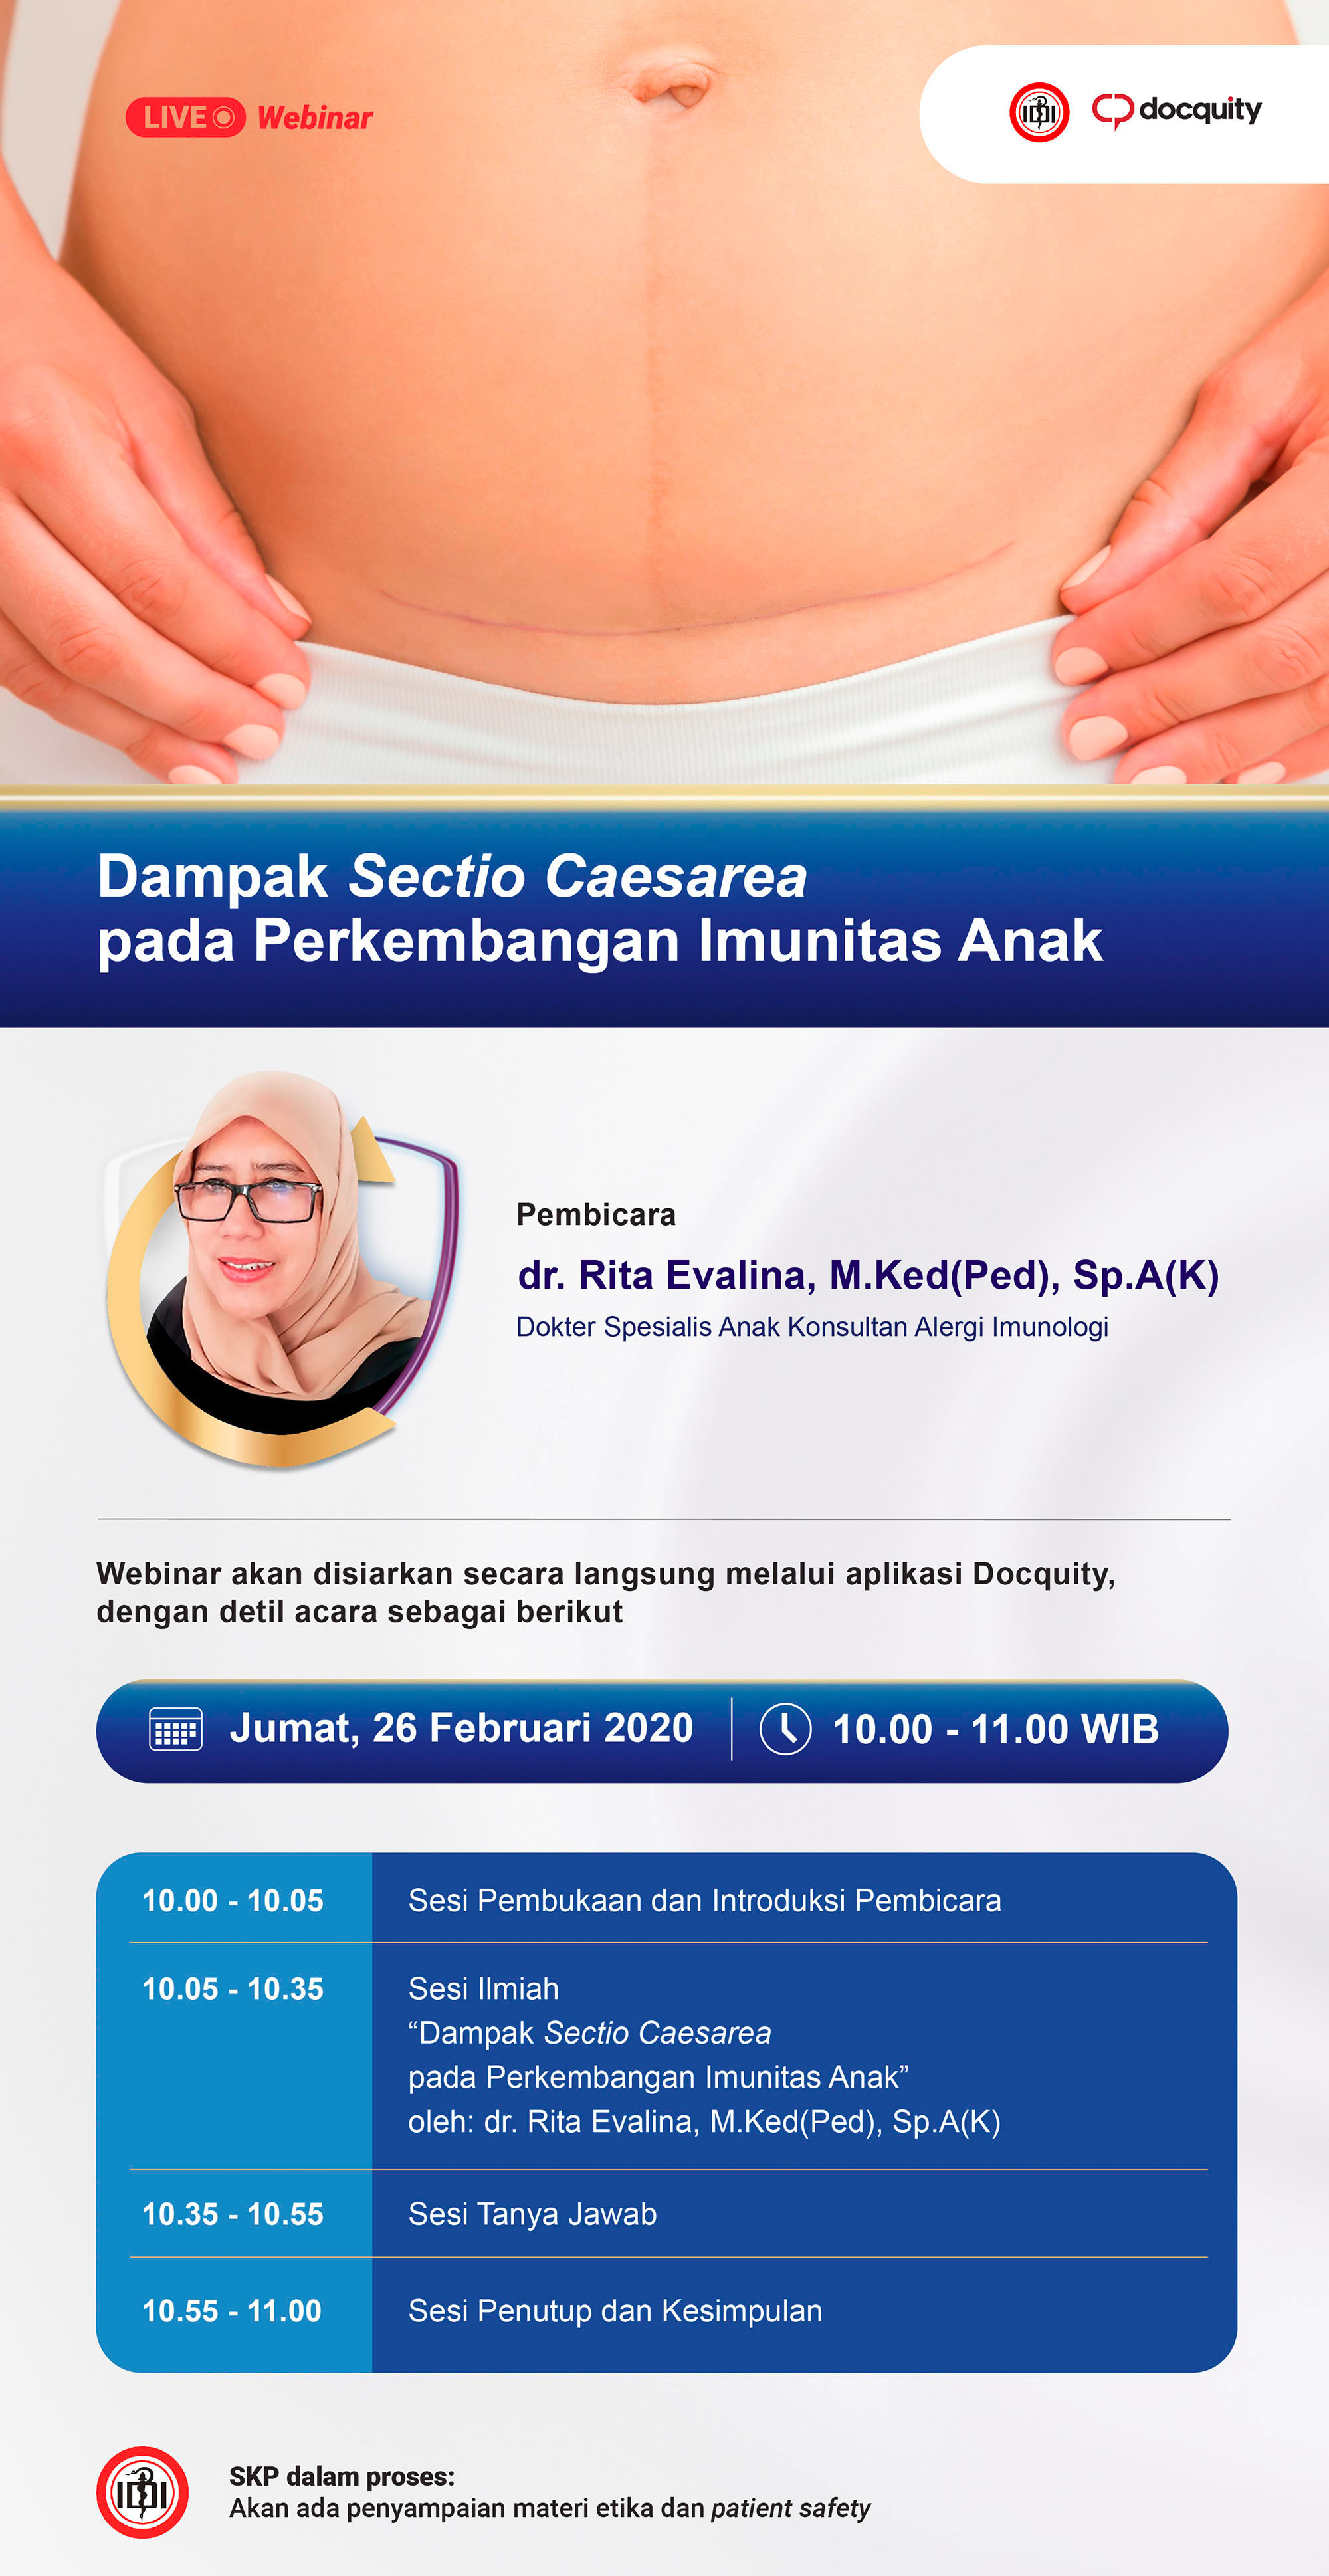 LIVE Webinar
IDI docquity
Dampak Sectio Caesarea
pada Perkembangan Imunitas Anak
Pembicara
dr. Rita Evalina, M.Ked(Ped), Sp.A(K)
Dokter Spesialis Anak Konsultan Alergi Imunologi
Webinar akan disiarkan secara langsung melalui aplikasi Docquity,
dengan detil acara sebagai berikut
Jumat, 26 Februari 2020 10.00 - 11.00 WIB
10.00 - 10.05 Sesi Pembukaan dan Introduksi Pembicara
10.05 - 10.35 Sesi Ilmiah
“Dampak Sectio Caesarea
pada Perkembangan Imunitas Anak”
oleh: dr. Rita Evalina, M.Ked(Ped), Sp.A(K)
10.35 - 10.55 Sesi Tanya Jawab
10.55 - 11.00 Sesi Penutup dan Kesimpulan
IDI
SKP dalam proses:
Akan ada penyampaian materi etika dan patient safety